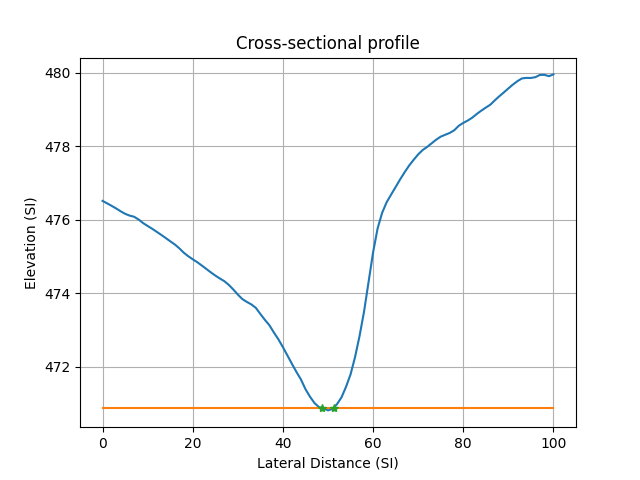 Cross-sectional profile
480
478
476
474
472
Elevation (SI)
0 20 40 60 80 100
Lateral Distance (SI)